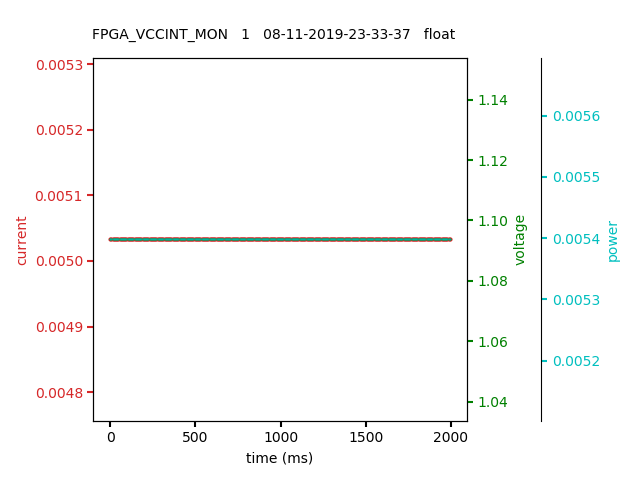 FPGA_VCCINT_MON   1   08-11-2019-23-33-37   float
0.0053
0.0052
0.0051
0.0050
0.0049
0.0048
current
1.14
1.12
1.10
1.08
1.06
1.04
voltage
0.0056
0.0055
0.0054
0.0053
0.0052
power
0 500 1000 1500 2000
time (ms)